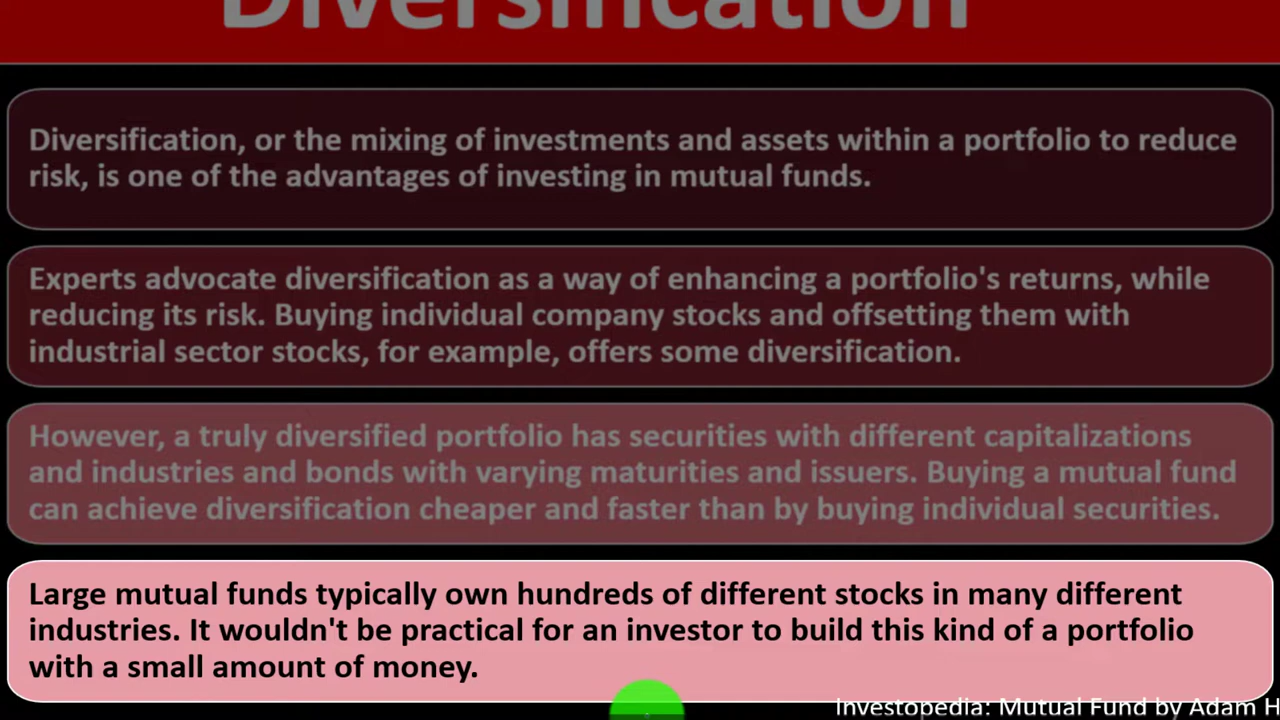 Diversification
Diversification, or the mixing of investments and assets within a portfolio to reduce
risk, is one of the advantages of investing in mutual funds.
Experts advocate diversification as a way of enhancing a portfolio's returns, while
reducing its risk. Buying individual company stocks and offsetting them with
industrial sector stocks, for example, offers some diversification.
However, a truly diversified portfolio has securities with different capitalizations
and industries and bonds with varying maturities and issuers. Buying a mutual fund
can achieve diversification cheaper and faster than by buying individual securities.
Large mutual funds typically own hundreds of different stocks in many different
industries. It wouldn't be practical for an investor to build this kind of a portfolio
with a small amount of money.
Investopedia: Mutual Fund by Adam H